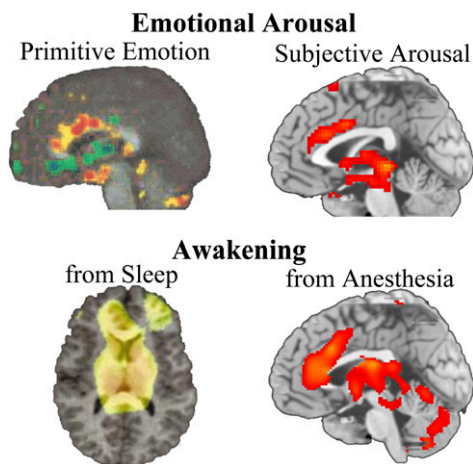 Emotional Arousal
Primitive Emotion
Subjective Arousal
Awakening
from Sleep
from Anesthesia